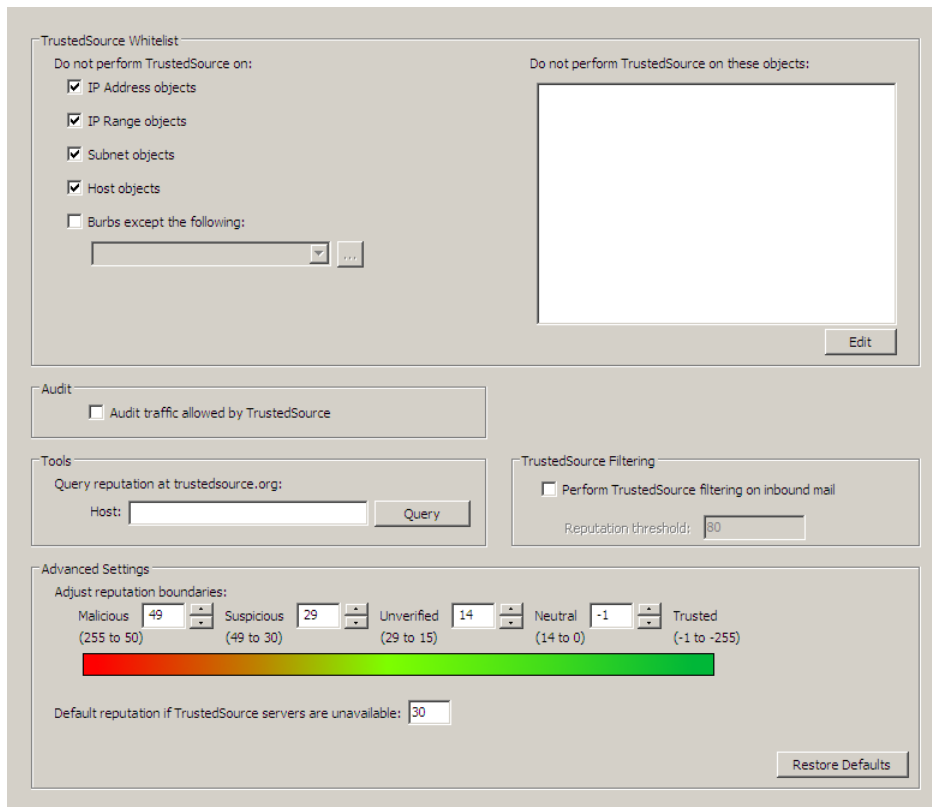 TrustedSource Whitelist
Do not perform TrustedSource on:
IP Address objects
IP Range objects
Subnet objects
Host objects
Burbs except the following:
...
Do not perform TrustedSource on these objects:
Edit
Audit
Audit traffic allowed by TrustedSource
Tools
Query reputation at trustedsource.org:
Host:
Query
TrustedSource Filtering
Perform TrustedSource filtering on inbound mail
Reputation threshold: 80
Advanced Settings
Adjust reputation boundaries:
Malicious 49 Suspicious 29 Unverified 14 Neutral -1 Trusted
(255 to 50) (49 to 30) (29 to 15) (14 to 0) (-1 to -255)
Default reputation if TrustedSource servers are unavailable: 30
Restore Defaults